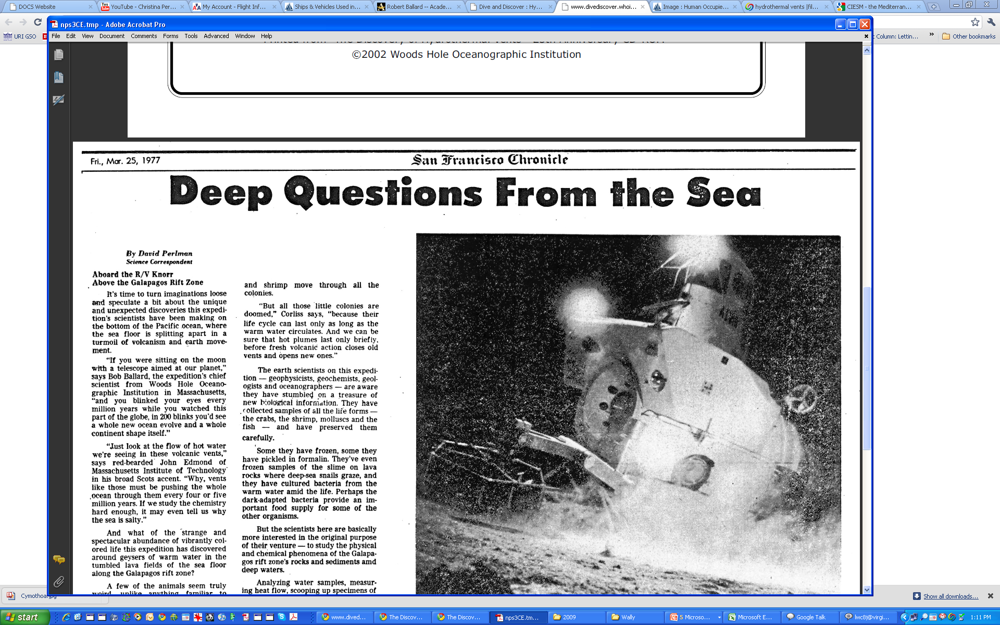 DOCS Website
YouTube - Christina Per...
My Account - Flight Inf...
Ships & Vehicles Used in...
Robert Ballard -- Acade...
Dive and Discover : Hy...
www.divediscover.whoi...
Image : Human Occupie...
hydrothermal vents |fil...
CIESM - the Mediterran...
nps3CE.tmp - Adobe Acrobat Pro
URI GSO
Column: Lettin...
Other bookmarks
File Edit View Document Comments Forms Tools Advanced Window Help
©2002 Woods Hole Oceanographic Institution
Fri., Mar. 25, 1977
San Francisco Chronicle
Deep Questions From the Sea
By David Perlman
Science Correspondent
Aboard the R/V Knorr
Above the Galapagos Rift Zone
It's time to turn imaginations loose
and speculate a bit about the unique
and unexpected discoveries this expedi-
tion's scientists have been making on
the bottom of the Pacific ocean, where
the sea floor is splitting apart in a
turmoil of volcanism and earth move-
ment.
"If you were sitting on the moon
with a telescope aimed at our planet,"
says Bob Ballard, the expedition's chief
scientist from Woods Hole Oceano-
graphic Institution in Massachusetts,
"and you blinked your eyes every
million years while you watched this
part of the globe, in 200 blinks you'd see
a whole new ocean evolve and a whole
continent shape itself."
"Just look at the flow of hot water
we're seeing in these volcanic vents,"
says red-bearded John Edmond of
Massachusetts Institute of Technology
in his broad Scots accent. "Why, vents
like those must be pushing the whole
ocean through them every four or five
million years. If we study the chemistry
hard enough, it may even tell us why
the sea is salty."
And what of the strange and
spectacular abundance of vibrantly col-
ored life this expedition has discovered
around geysers of warm water in the
tumbled lava fields of the sea floor
along the Galapagos rift zone?
A few of the animals seem truly
weird, unlike anything familiar to
and shrimp move through all the
colonies.
"But all those little colonies are
doomed," Corliss says, "because their
life cycle can last only as long as the
warm water circulates. And we can be
sure that hot plumes last only briefly,
before fresh volcanic action closes old
vents and opens new ones."
The earth scientists on this expedi-
tion — geophysicists, geochemists, geol-
ogists and oceanographers — are aware
they have stumbled on a treasure of
new biological information. They have
collected samples of all the life forms —
the crabs, the shrimp, molluscs and the
fish — and have preserved them
carefully.
Some they have frozen, some they
have pickled in formalin. They've even
frozen samples of the slime on lava
rocks where deep-sea snails graze, and
they have cultured bacteria from the
warm water amid the life. Perhaps the
dark-adapted bacteria provide an im-
portant food supply for some of the
other organisms.
But the scientists here are basically
more interested in the original purpose
of their venture — to study the physical
and chemical phenomena of the Galapa-
gos rift zone's rocks and sediments amd
deep waters.
Analyzing water samples, measur-
ing heat flow, scooping up specimens of
Cymothoa.jpg
Show all downloads...
start
www.dived...
The Discov...
The Discov...
nps3CE.tm...
2009
Wally
5 Microso...
Microsoft E...
Google Talk
lwc8j@virgi...
1:11 PM